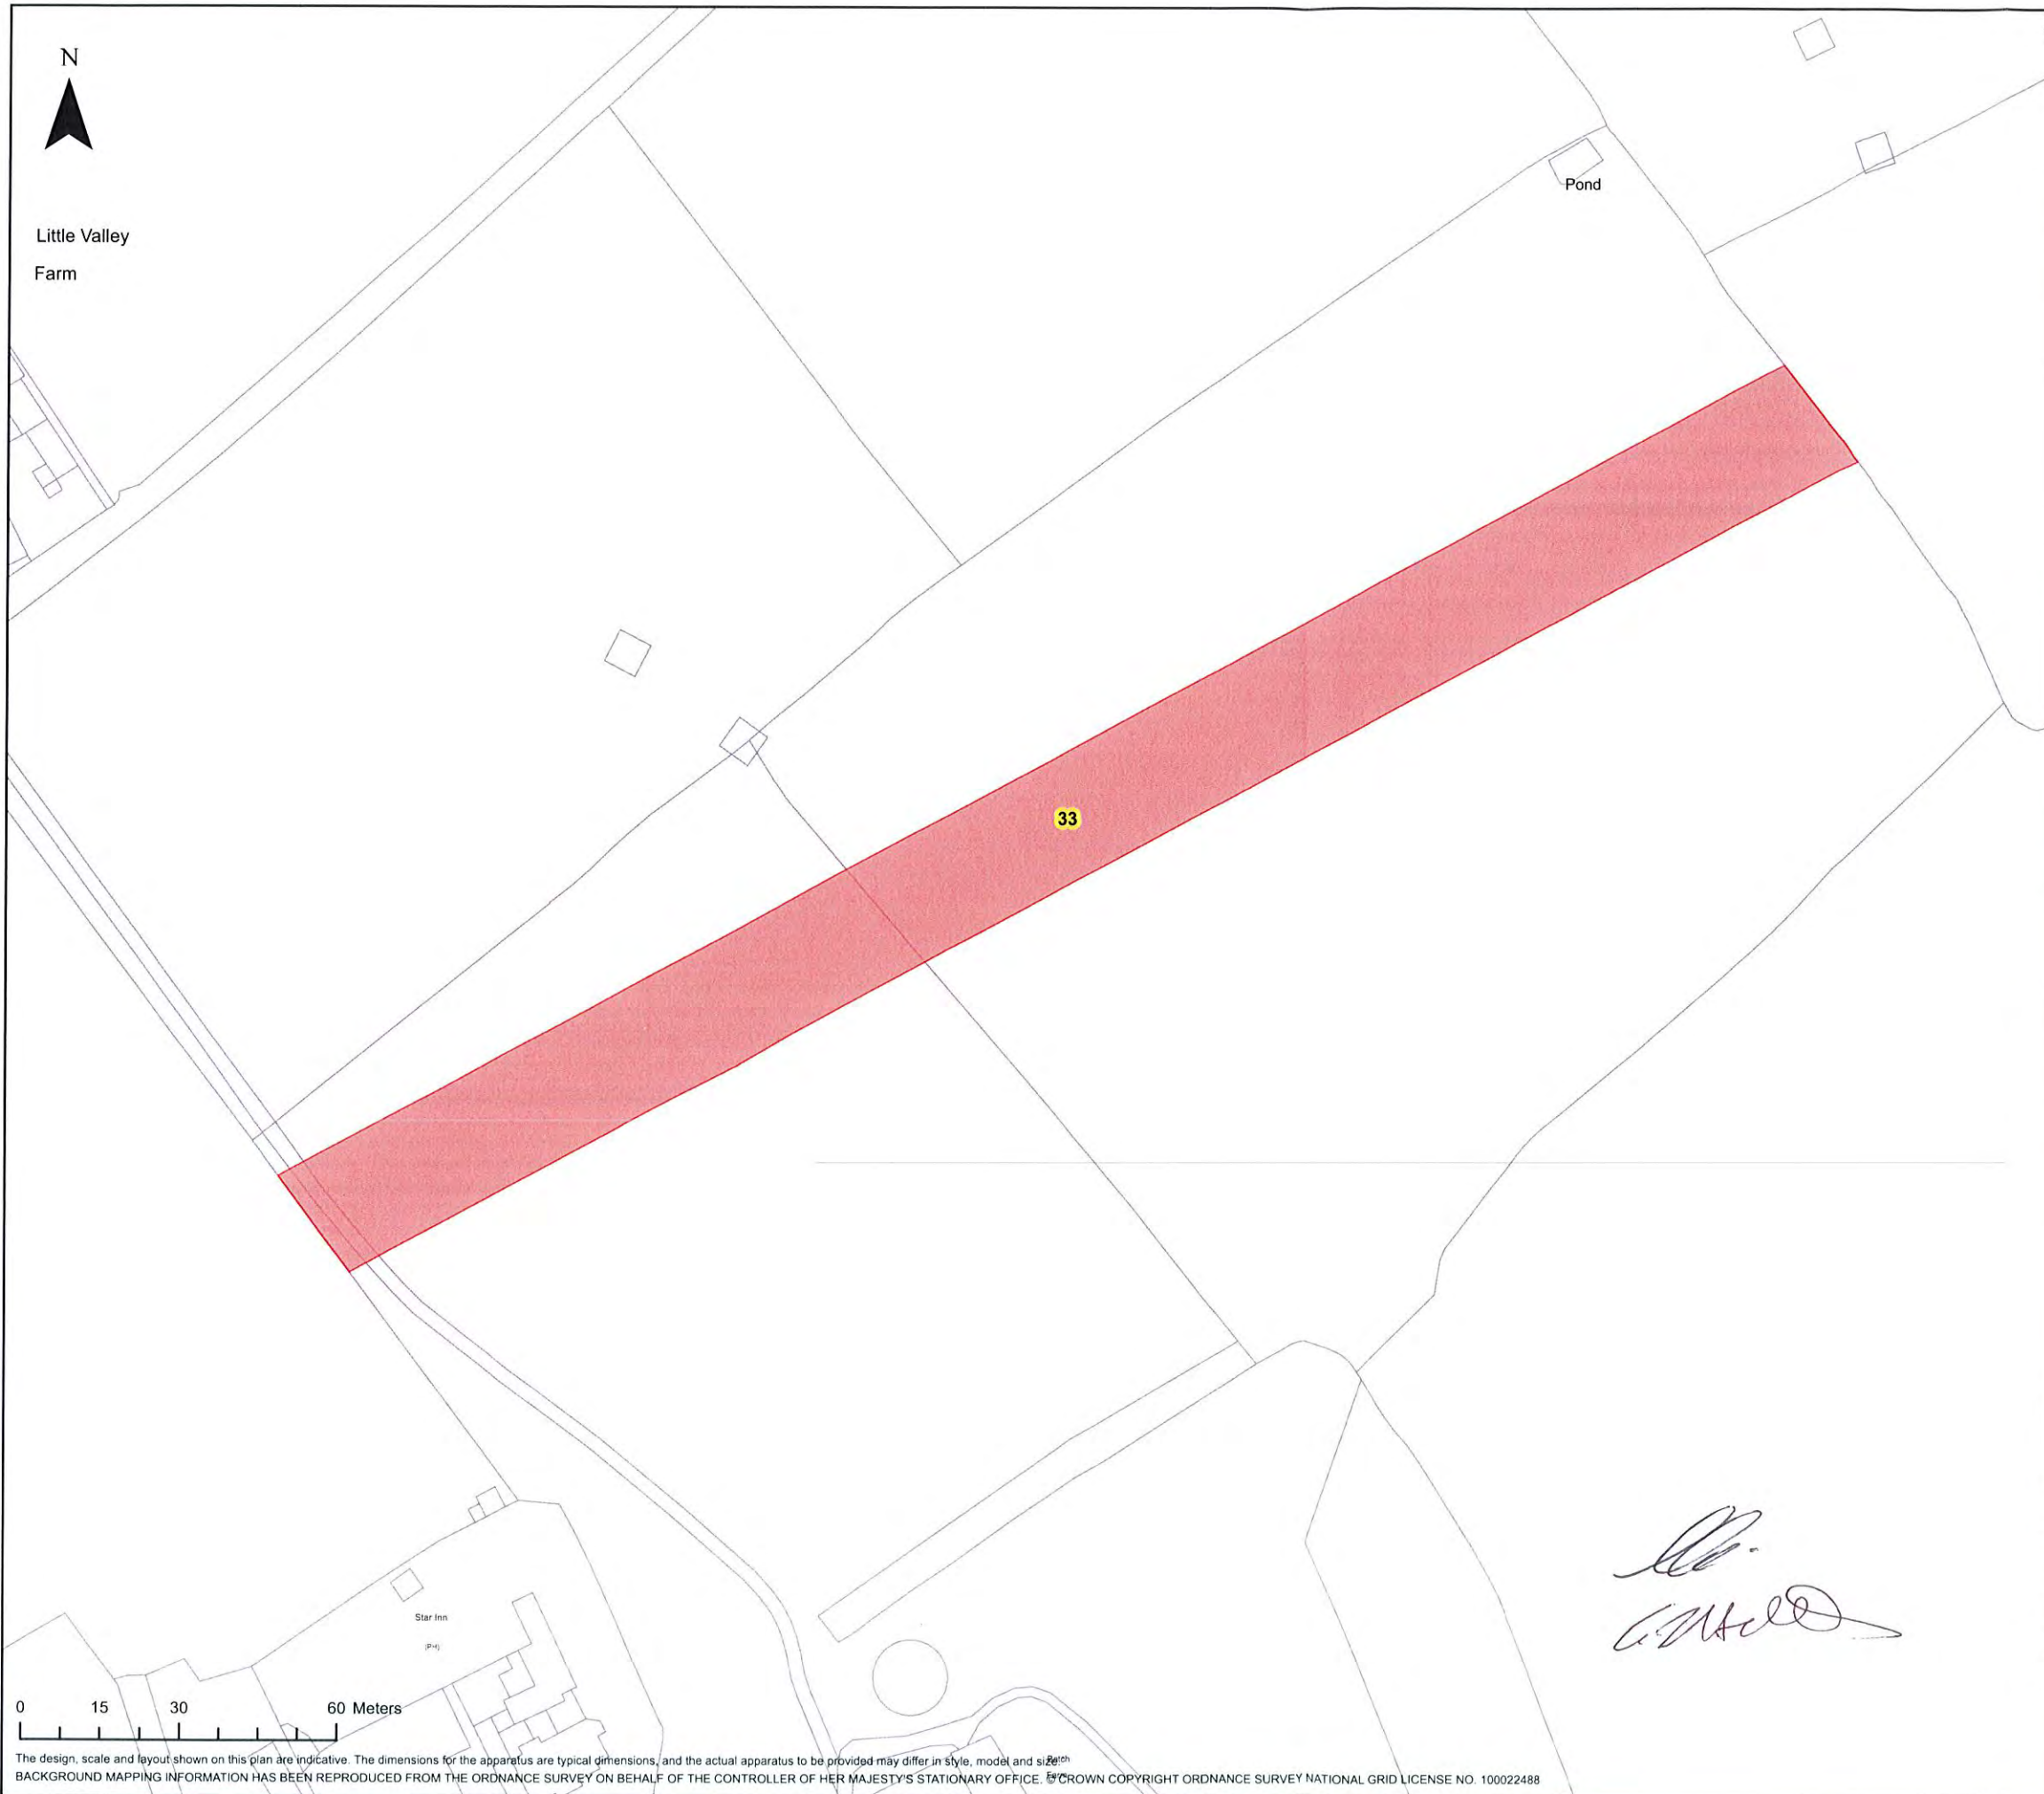 N
Little Valley
Farm
Pond
33
Star Inn
(PH)
0 15 30 60 Meters
The design, scale and layout shown on this plan are indicative. The dimensions for the apparatus are typical dimensions, and the actual apparatus to be provided may differ in style, model and size.
Batch
Farm
BACKGROUND MAPPING INFORMATION HAS BEEN REPRODUCED FROM THE ORDNANCE SURVEY ON BEHALF OF THE CONTROLLER OF HER MAJESTY'S STATIONARY OFFICE. © CROWN COPYRIGHT ORDNANCE SURVEY NATIONAL GRID LICENSE NO. 100022488